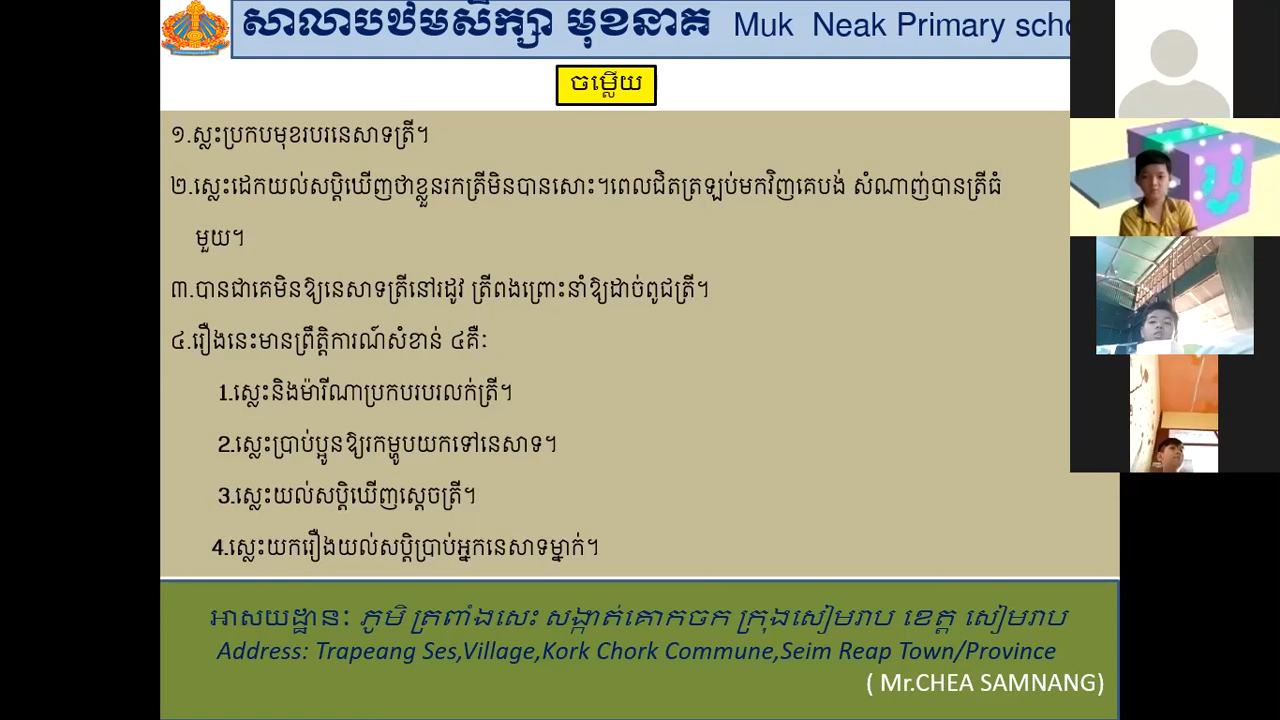 សាលាបឋមសិក្សា មុខនាគ Muk Neak Primary scho
ចម្លើយ
១.ស្លះប្រកបមុខរបរនេសាទត្រី។
២.ស្លេះដេកយល់សប្តិឃើញថាខ្លួនរកត្រីមិនបានសោះ។ពេលជិតត្រឡប់មកវិញគេបង់ សំណាញ់បានត្រីធំ
មួយ។
៣.បានជាគេមិនឱ្យនេសាទត្រីនៅរដូវ ត្រីពងព្រោះនាំឱ្យដាច់ពូជត្រី។
៤.រឿងនេះមានព្រឹត្តិការណ៍សំខាន់ ៤គឺៈ
1.ស្លេះនិងម៉ារីណាប្រកបរបរលក់ត្រី។
2.ស្លេះប្រាប់ប្អូនឱ្យរកម្ហូបយកទៅនេសាទ។
3.ស្លេះយល់សប្តិឃើញស្តេចត្រី។
4.ស្លេះយករឿងយល់សប្តិប្រាប់អ្នកនេសាទម្នាក់។
អាសយដ្ឋានៈ ភូមិ ត្រពាំងសេះ សង្កាត់គោកចក ក្រុងសៀមរាប ខេត្ត សៀមរាប
Address: Trapeang Ses,Village,Kork Chork Commune,Seim Reap Town/Province
( Mr.CHEA SAMNANG)